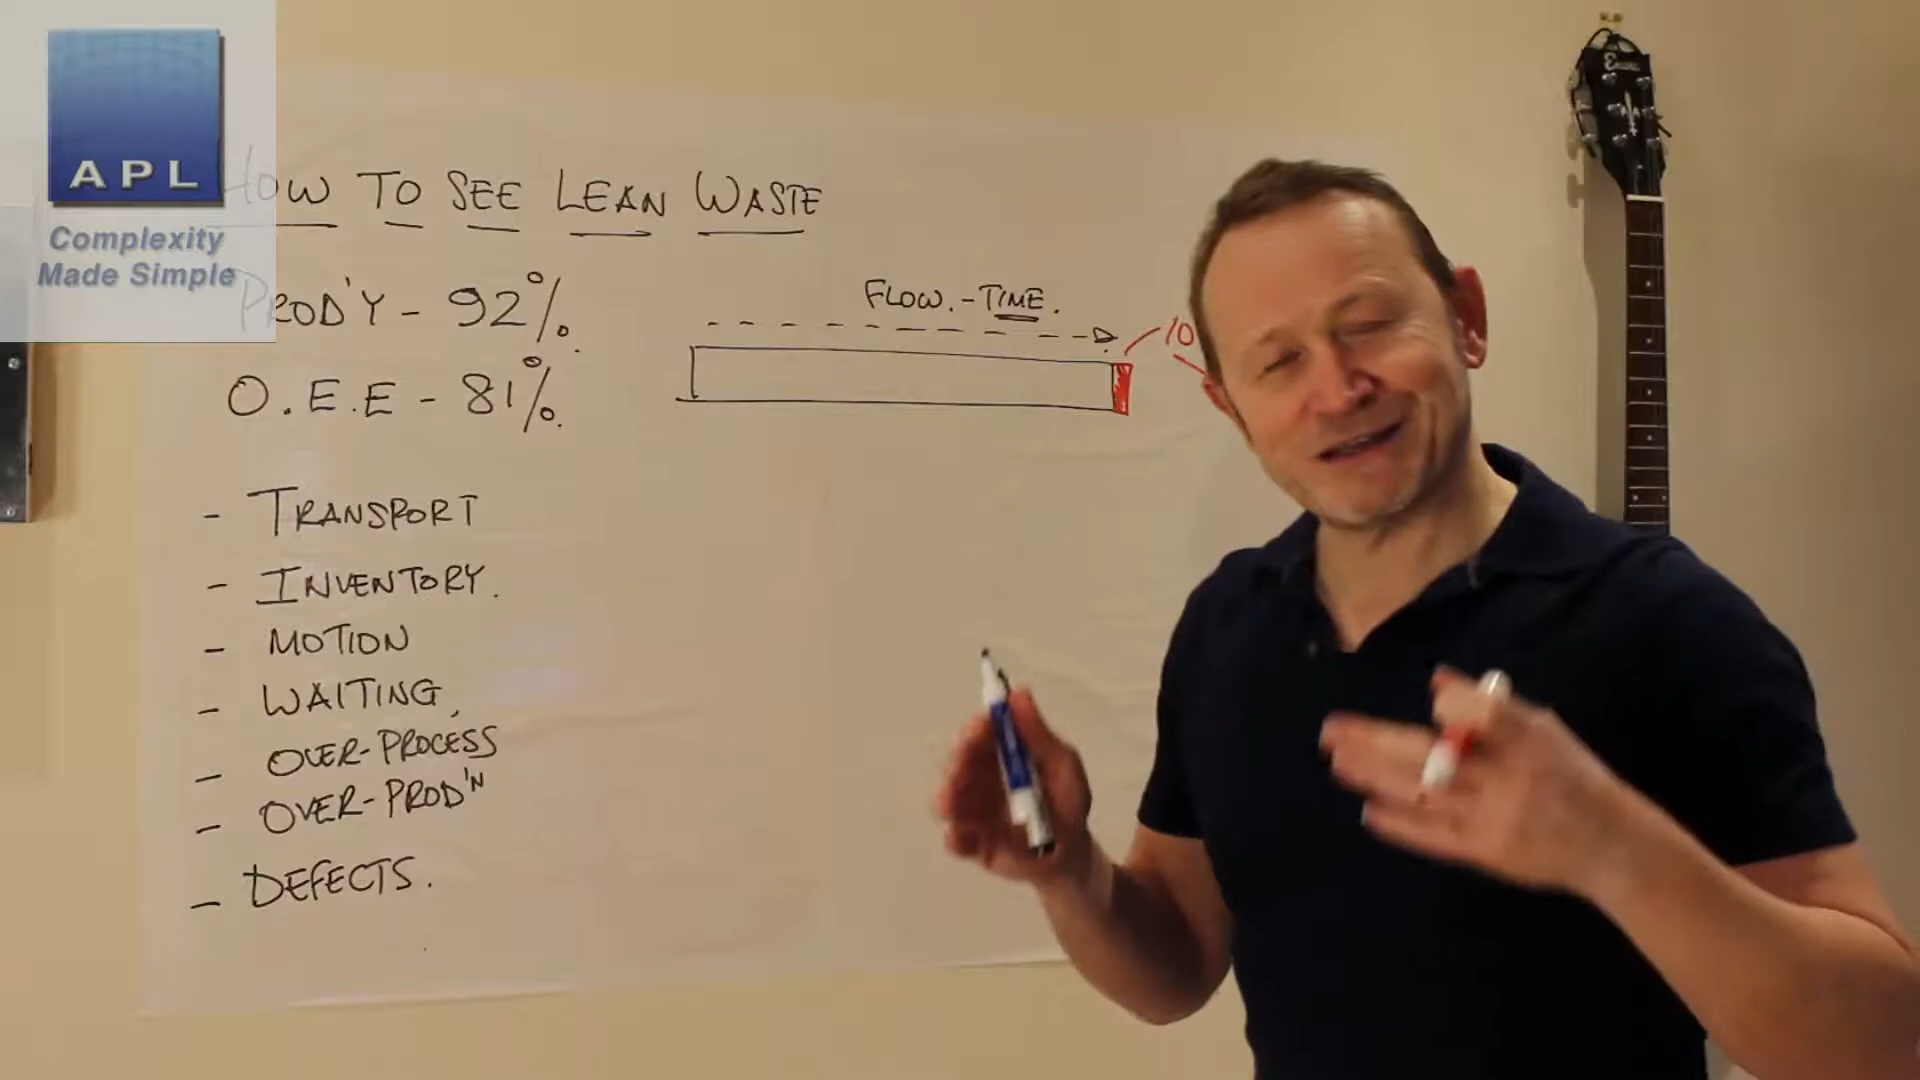 APL
Complexity
Made Simple
HOW TO SEE LEAN WASTE
PROD'Y - 92%.
O.E.E - 81%.
FLOW. - TIME.
10
- TRANSPORT
- INVENTORY.
- MOTION
- WAITING,
- OVER-PROCESS
- OVER-PROD'N
- DEFECTS.